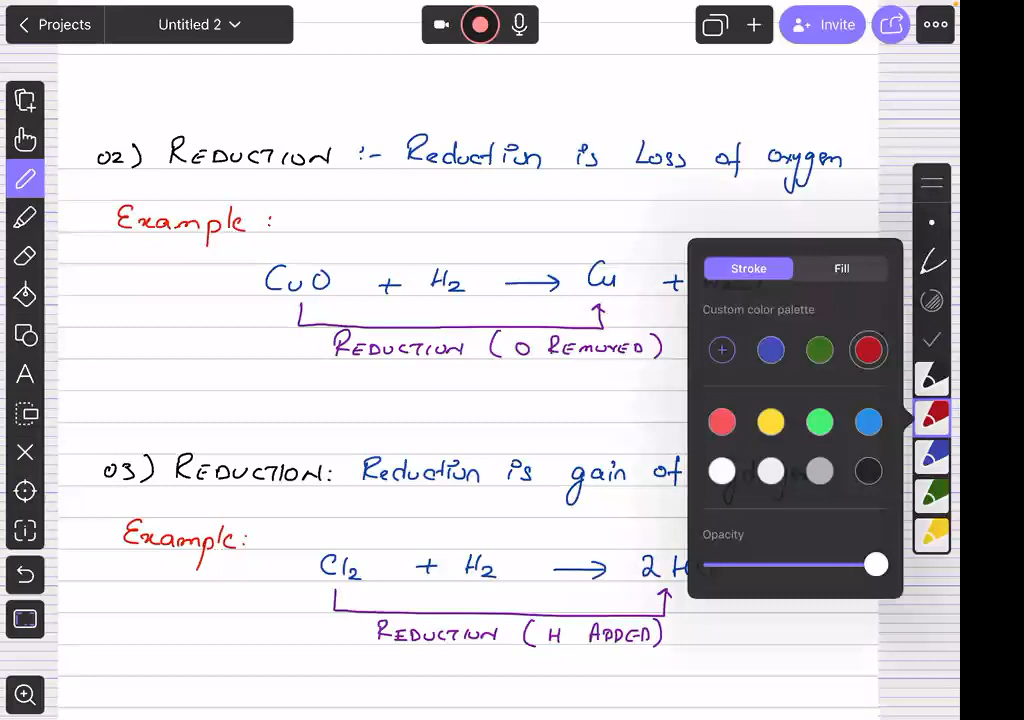 Projects
Untitled 2
Invite
02) REDUCTION :- Reduction is Loss of oxygen
Example :
CuO + H2 → Cu +
REDUCTION ( O REMOVED )
03) REDUCTION: Reduction is gain of
Example:
Cl2 + H2 → 2 H
REDUCTION ( H ADDED )
Stroke
Fill
Custom color palette
Opacity